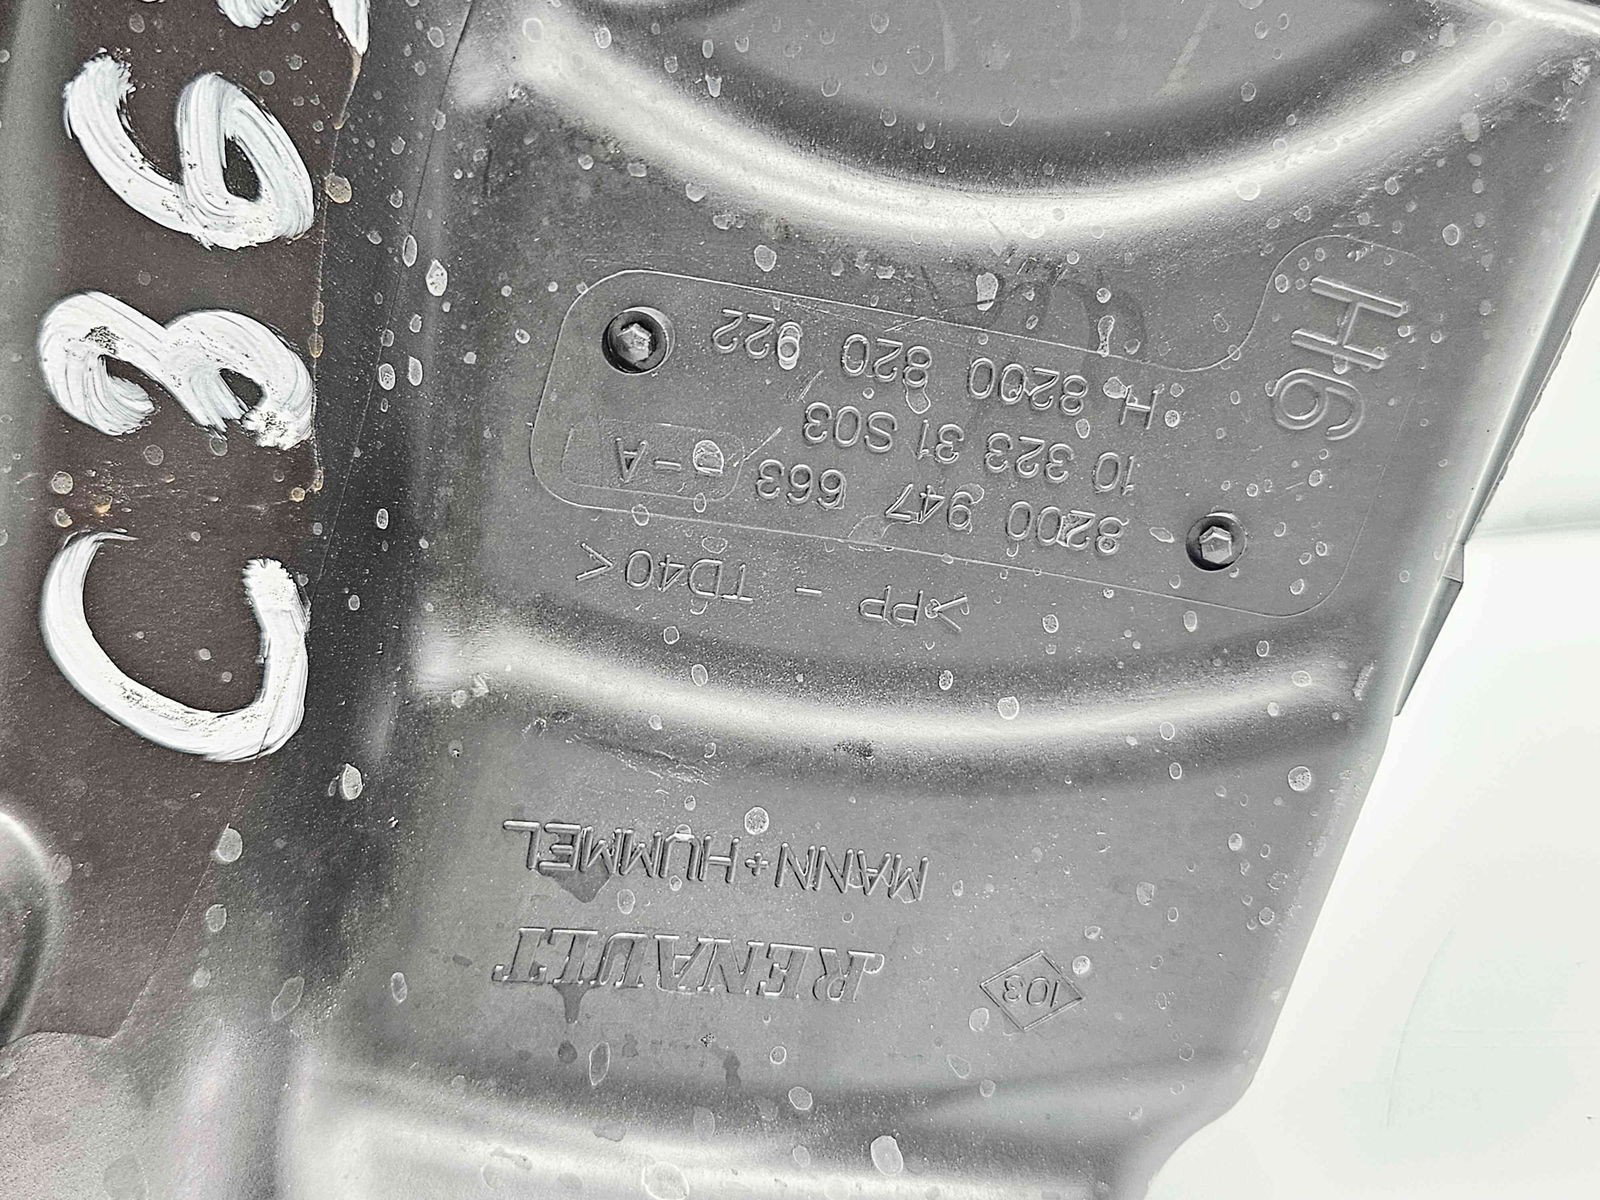 103
RENAULT
MANN+HUMMEL
>PP - TD40<
8200 947 663 -A
10 323 31 S03
H 8200 820 922
H6
C36